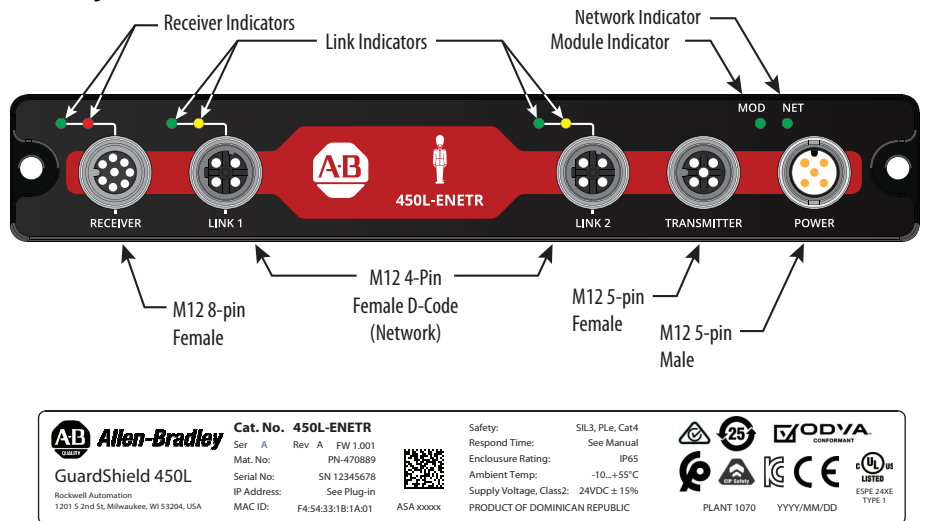 Receiver Indicators
Link Indicators
Network Indicator
Module Indicator
MOD NET
A·B
450L-ENETR
RECEIVER
LINK 1
LINK 2
TRANSMITTER
POWER
M12 8-pin
Female
M12 4-Pin
Female D-Code
(Network)
M12 5-pin
Female
M12 5-pin
Male
AB QUALITY Allen-Bradley
GuardShield 450L
Rockwell Automation
1201 S 2nd St, Milwaukee, WI 53204, USA
Cat. No. 450L-ENETR
Ser A Rev A FW 1.001
Mat. No: PN-470889
Serial No: SN 12345678
IP Address: See Plug-in
MAC ID: F4:54:33:1B:1A:01
ASA xxxxx
Safety: SIL3, PLe, Cat4
Respond Time: See Manual
Enclousure Rating: IP65
Ambient Temp: -10...+55°C
Supply Voltage, Class2: 24VDC ± 15%
PRODUCT OF DOMINICAN REPUBLIC
25
ODVA
CONFORMANT
CIP Safety
CE
c UL US
LISTED
ESPE 24XE
TYPE 1
PLANT 1070 YYYY/MM/DD